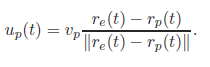 u_p(t) = v_p \frac{r_e(t) - r_p(t)}{\|r_e(t) - r_p(t)\|}.